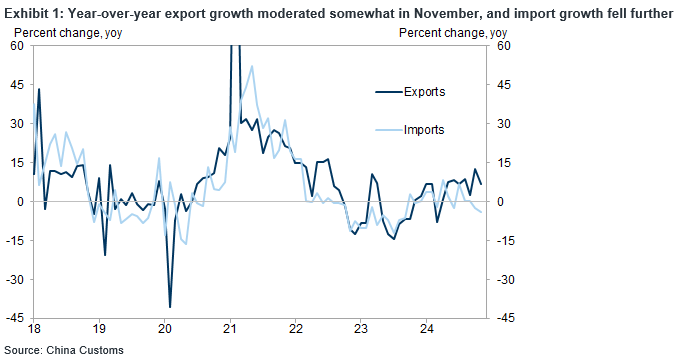 Exhibit 1: Year-over-year export growth moderated somewhat in November, and import growth fell further
Percent change, yoy Percent change, yoy
60 60
45 45
Exports
30 30
Imports
15 15
0 0
-15 -15
-30 -30
-45 -45
18 19 20 21 22 23 24
Source: China Customs